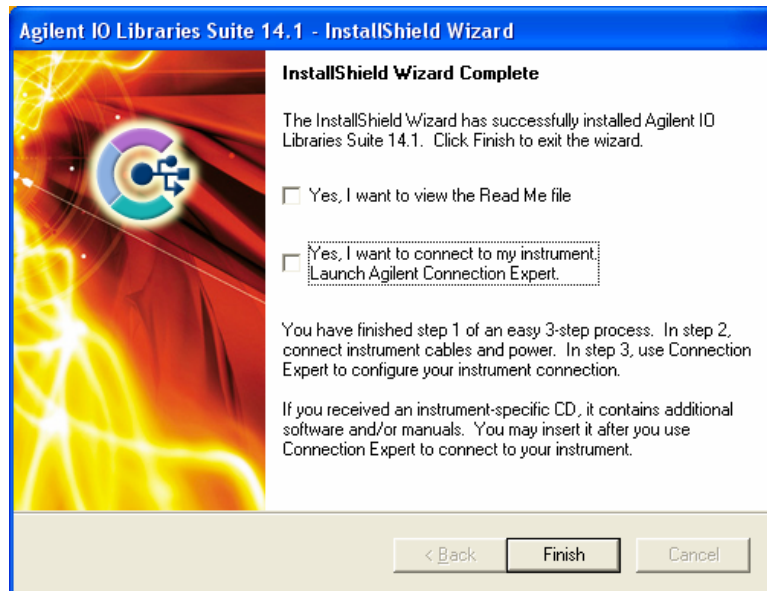 Agilent IO Libraries Suite 14.1 - InstallShield Wizard
InstallShield Wizard Complete
The InstallShield Wizard has successfully installed Agilent IO
Libraries Suite 14.1. Click Finish to exit the wizard.
Yes, I want to view the Read Me file
Yes, I want to connect to my instrument.
Launch Agilent Connection Expert.
You have finished step 1 of an easy 3-step process. In step 2,
connect instrument cables and power. In step 3, use Connection
Expert to configure your instrument connection.
If you received an instrument-specific CD, it contains additional
software and/or manuals. You may insert it after you use
Connection Expert to connect to your instrument.
< Back
Finish
Cancel